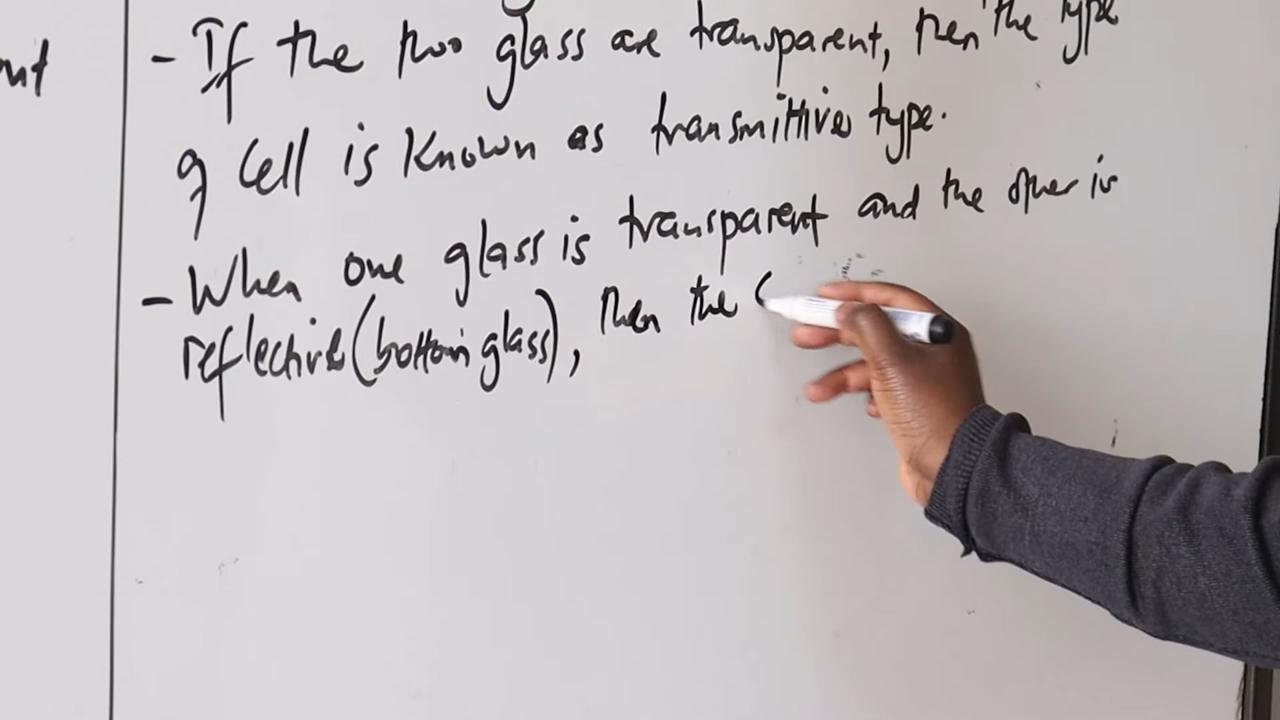 - If the two glass are transparent, then the type
of Cell is Known as transmittive type.
- When one glass is transparent and the other is
reflective (bottom glass), then the